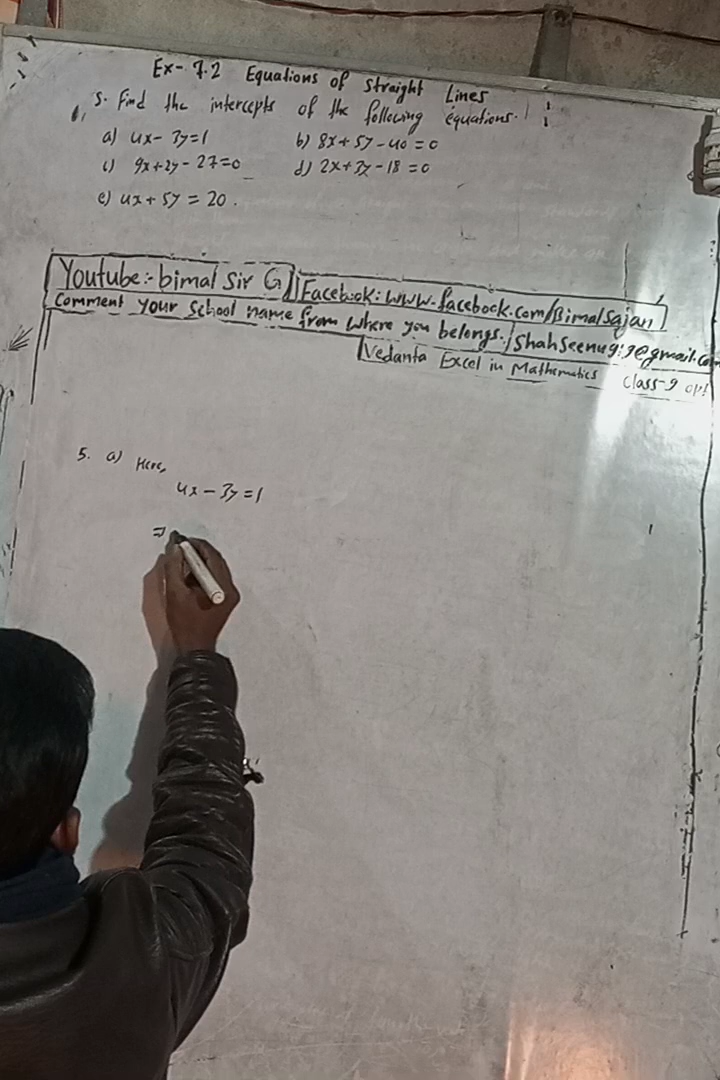 Ex- 7.2 Equations of Straight Lines
5. Find the intercepts of the following equations.
a) 4x - 3y = 1 b) 8x + 5y - 40 = 0
c) 9x + 2y - 27 = 0 d) 2x + 3y - 18 = 0
e) 4x + 5y = 20 .
Youtube:- bimal Sir G Facebook: www.facebook.com/Bimalsajan
Comment your School name from where you belongs.
Vedanta Excel in Mathematics Class-9 opt
5. a) Here,
4x - 3y = 1
⇒